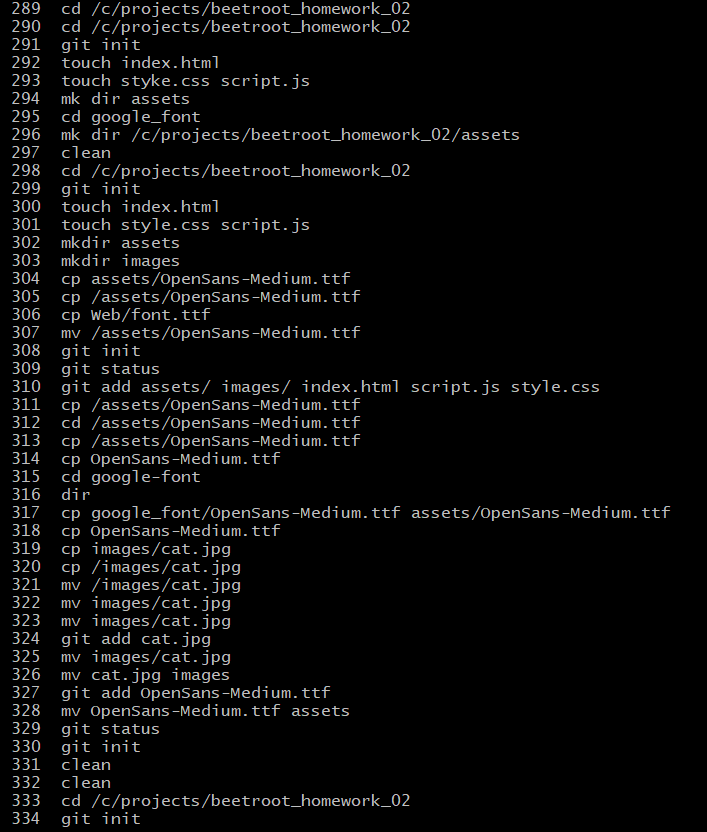 289 cd /c/projects/beetroot_homework_02
290 cd /c/projects/beetroot_homework_02
291 git init
292 touch index.html
293 touch styke.css script.js
294 mk dir assets
295 cd google_font
296 mk dir /c/projects/beetroot_homework_02/assets
297 clean
298 cd /c/projects/beetroot_homework_02
299 git init
300 touch index.html
301 touch style.css script.js
302 mkdir assets
303 mkdir images
304 cp assets/OpenSans-Medium.ttf
305 cp /assets/OpenSans-Medium.ttf
306 cp Web/font.ttf
307 mv /assets/OpenSans-Medium.ttf
308 git init
309 git status
310 git add assets/ images/ index.html script.js style.css
311 cp /assets/OpenSans-Medium.ttf
312 cd /assets/OpenSans-Medium.ttf
313 cp /assets/OpenSans-Medium.ttf
314 cp OpenSans-Medium.ttf
315 cd google-font
316 dir
317 cp google_font/OpenSans-Medium.ttf assets/OpenSans-Medium.ttf
318 cp OpenSans-Medium.ttf
319 cp images/cat.jpg
320 cp /images/cat.jpg
321 mv /images/cat.jpg
322 mv images/cat.jpg
323 mv images/cat.jpg
324 git add cat.jpg
325 mv images/cat.jpg
326 mv cat.jpg images
327 git add OpenSans-Medium.ttf
328 mv OpenSans-Medium.ttf assets
329 git status
330 git init
331 clean
332 clean
333 cd /c/projects/beetroot_homework_02
334 git init